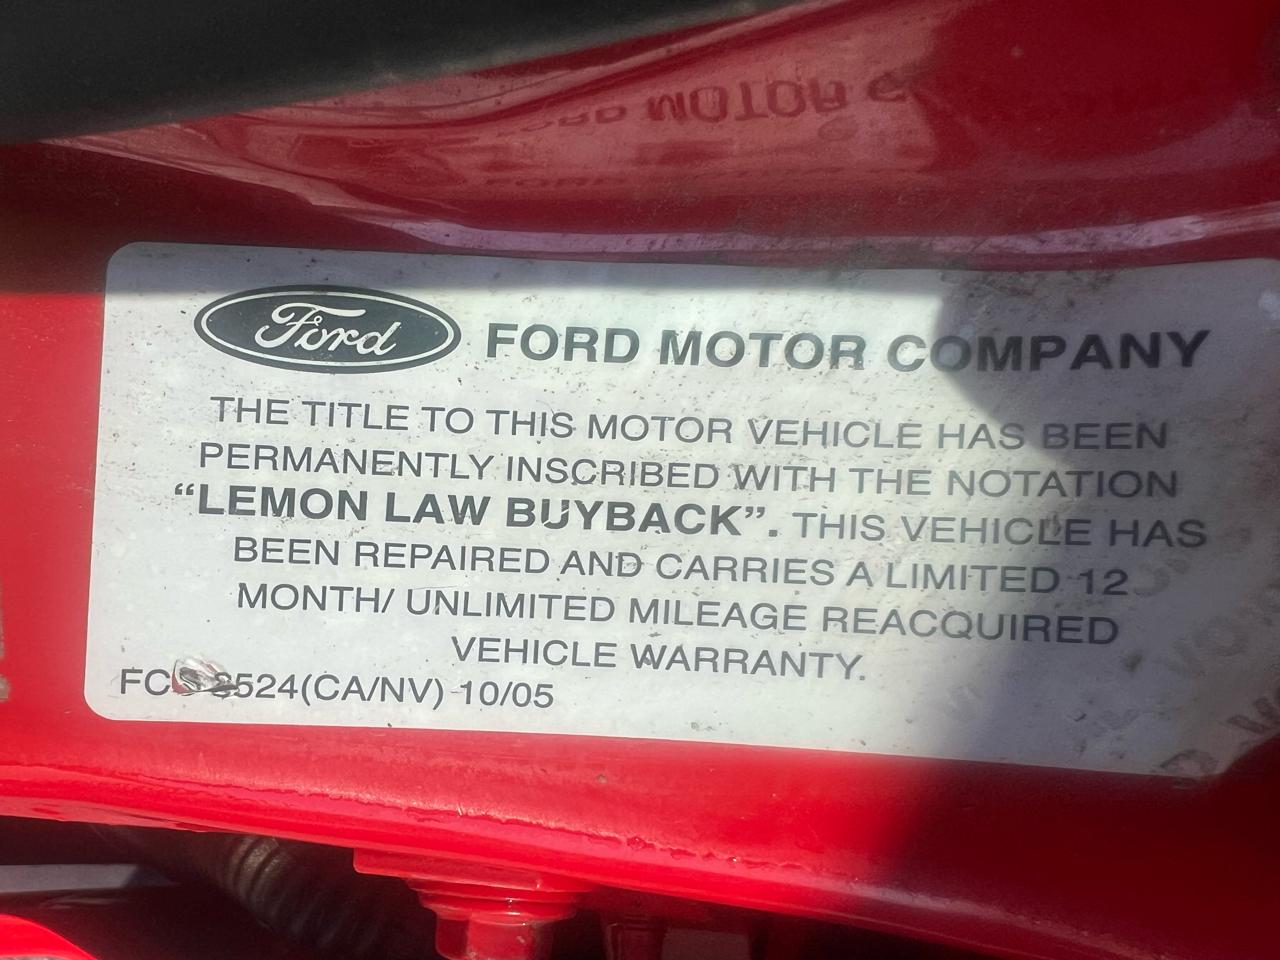 Ford FORD MOTOR COMPANY
THE TITLE TO THIS MOTOR VEHICLE HAS BEEN
PERMANENTLY INSCRIBED WITH THE NOTATION
“LEMON LAW BUYBACK”. THIS VEHICLE HAS
BEEN REPAIRED AND CARRIES A LIMITED 12
MONTH/ UNLIMITED MILEAGE REACQUIRED
VEHICLE WARRANTY.
(CA/NV) 10/05